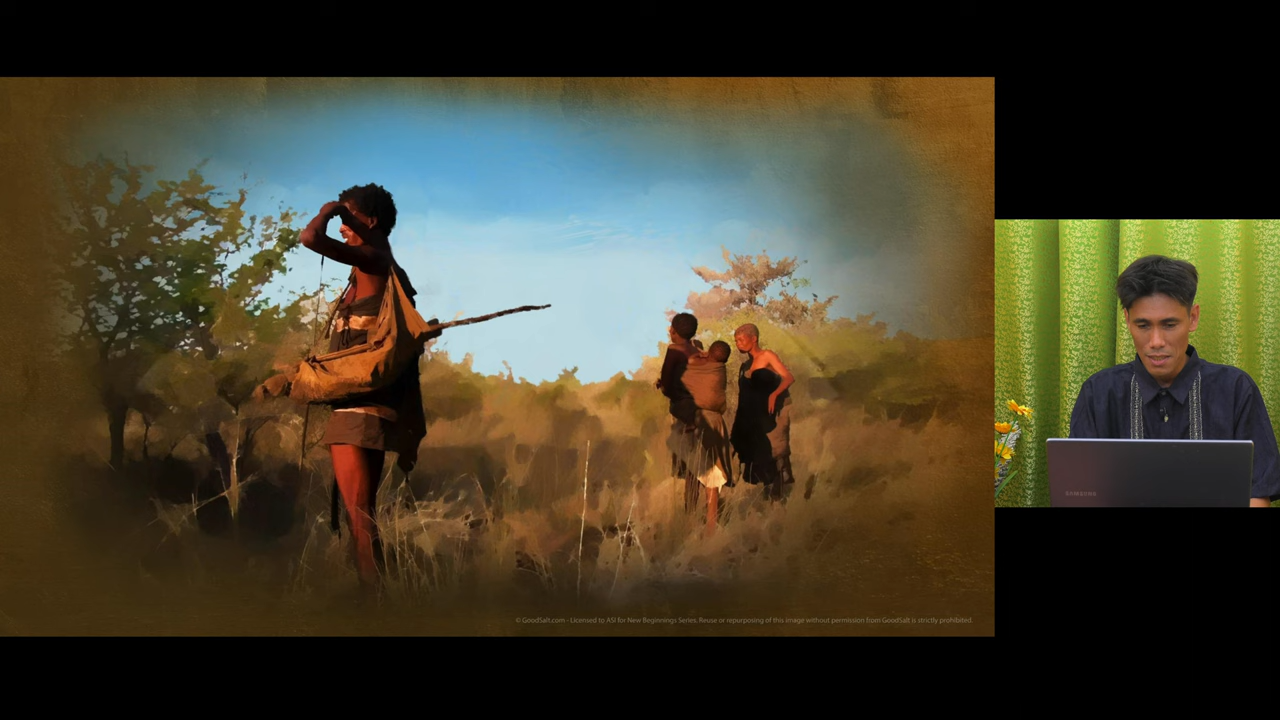 © GoodSalt.com - Licensed to ASI for New Beginnings Series. Reuse or repurposing of this image without permission from GoodSalt is strictly prohibited.
SAMSUNG